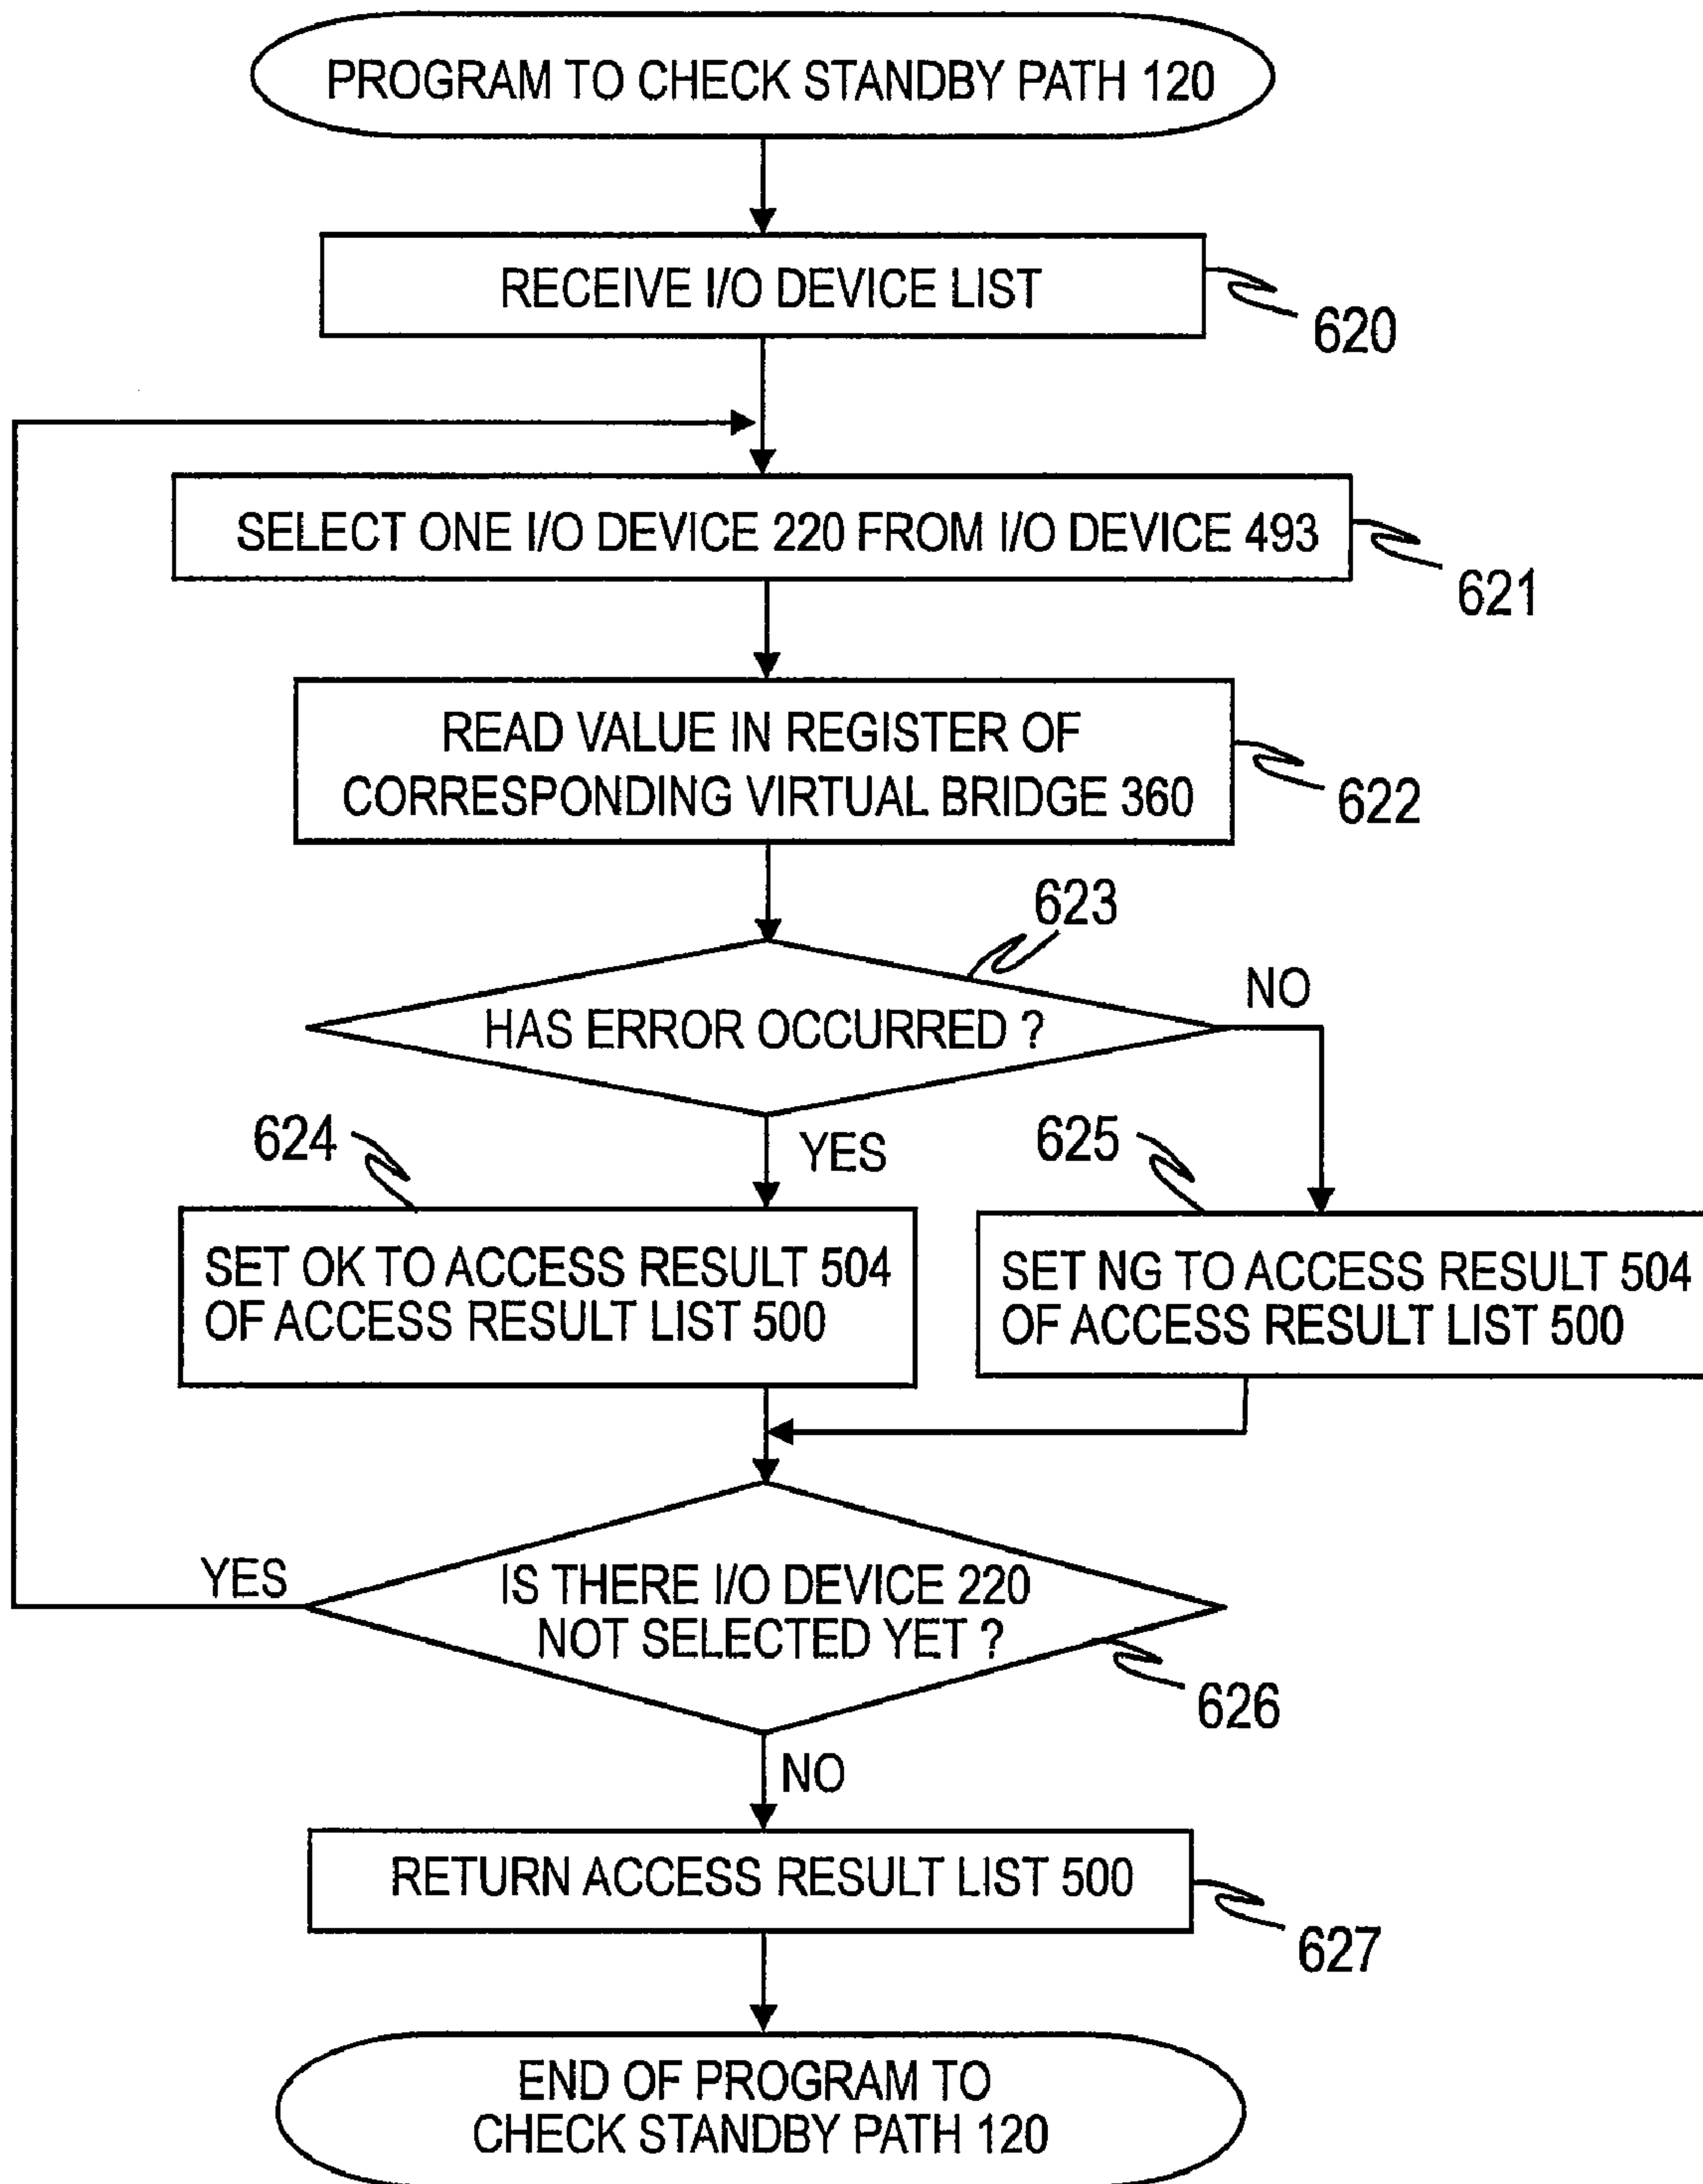 PROGRAM TO CHECK STANDBY PATH 120
RECEIVE I/O DEVICE LIST
620
SELECT ONE I/O DEVICE 220 FROM I/O DEVICE 493
621
READ VALUE IN REGISTER OF
CORRESPONDING VIRTUAL BRIDGE 360
622
623
HAS ERROR OCCURRED ?
NO
YES
624
SET OK TO ACCESS RESULT 504
OF ACCESS RESULT LIST 500
625
SET NG TO ACCESS RESULT 504
OF ACCESS RESULT LIST 500
YES
IS THERE I/O DEVICE 220
NOT SELECTED YET ?
626
NO
RETURN ACCESS RESULT LIST 500
627
END OF PROGRAM TO
CHECK STANDBY PATH 120